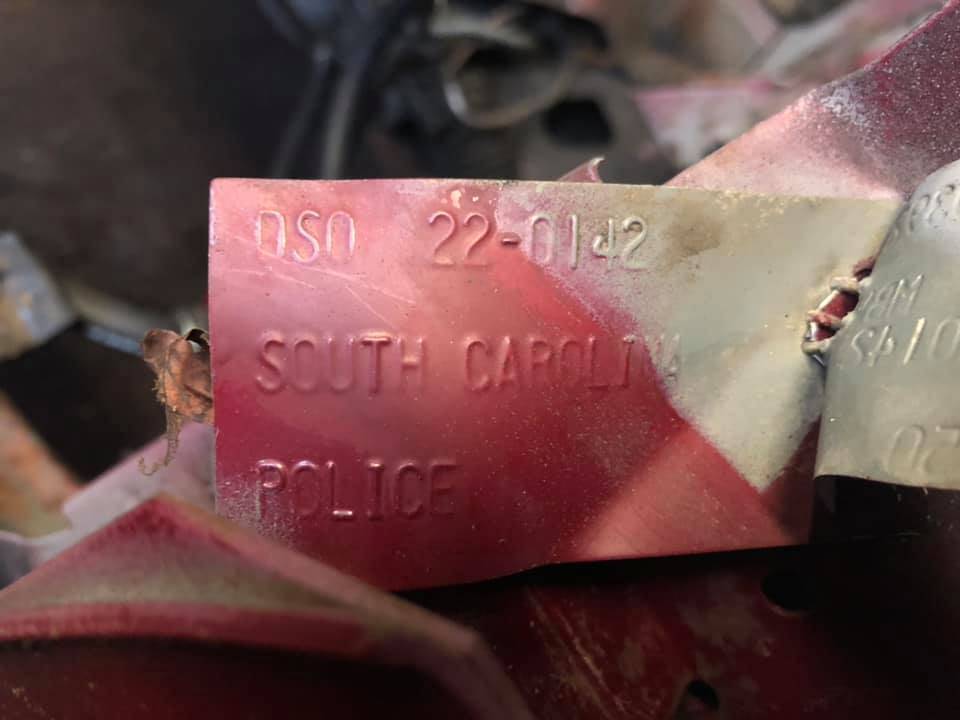 DSO 22-0142
SOUTH CAROLINA
POLICE